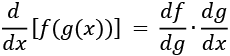 d/dx [f(g(x))] = df/dg · dg/dx